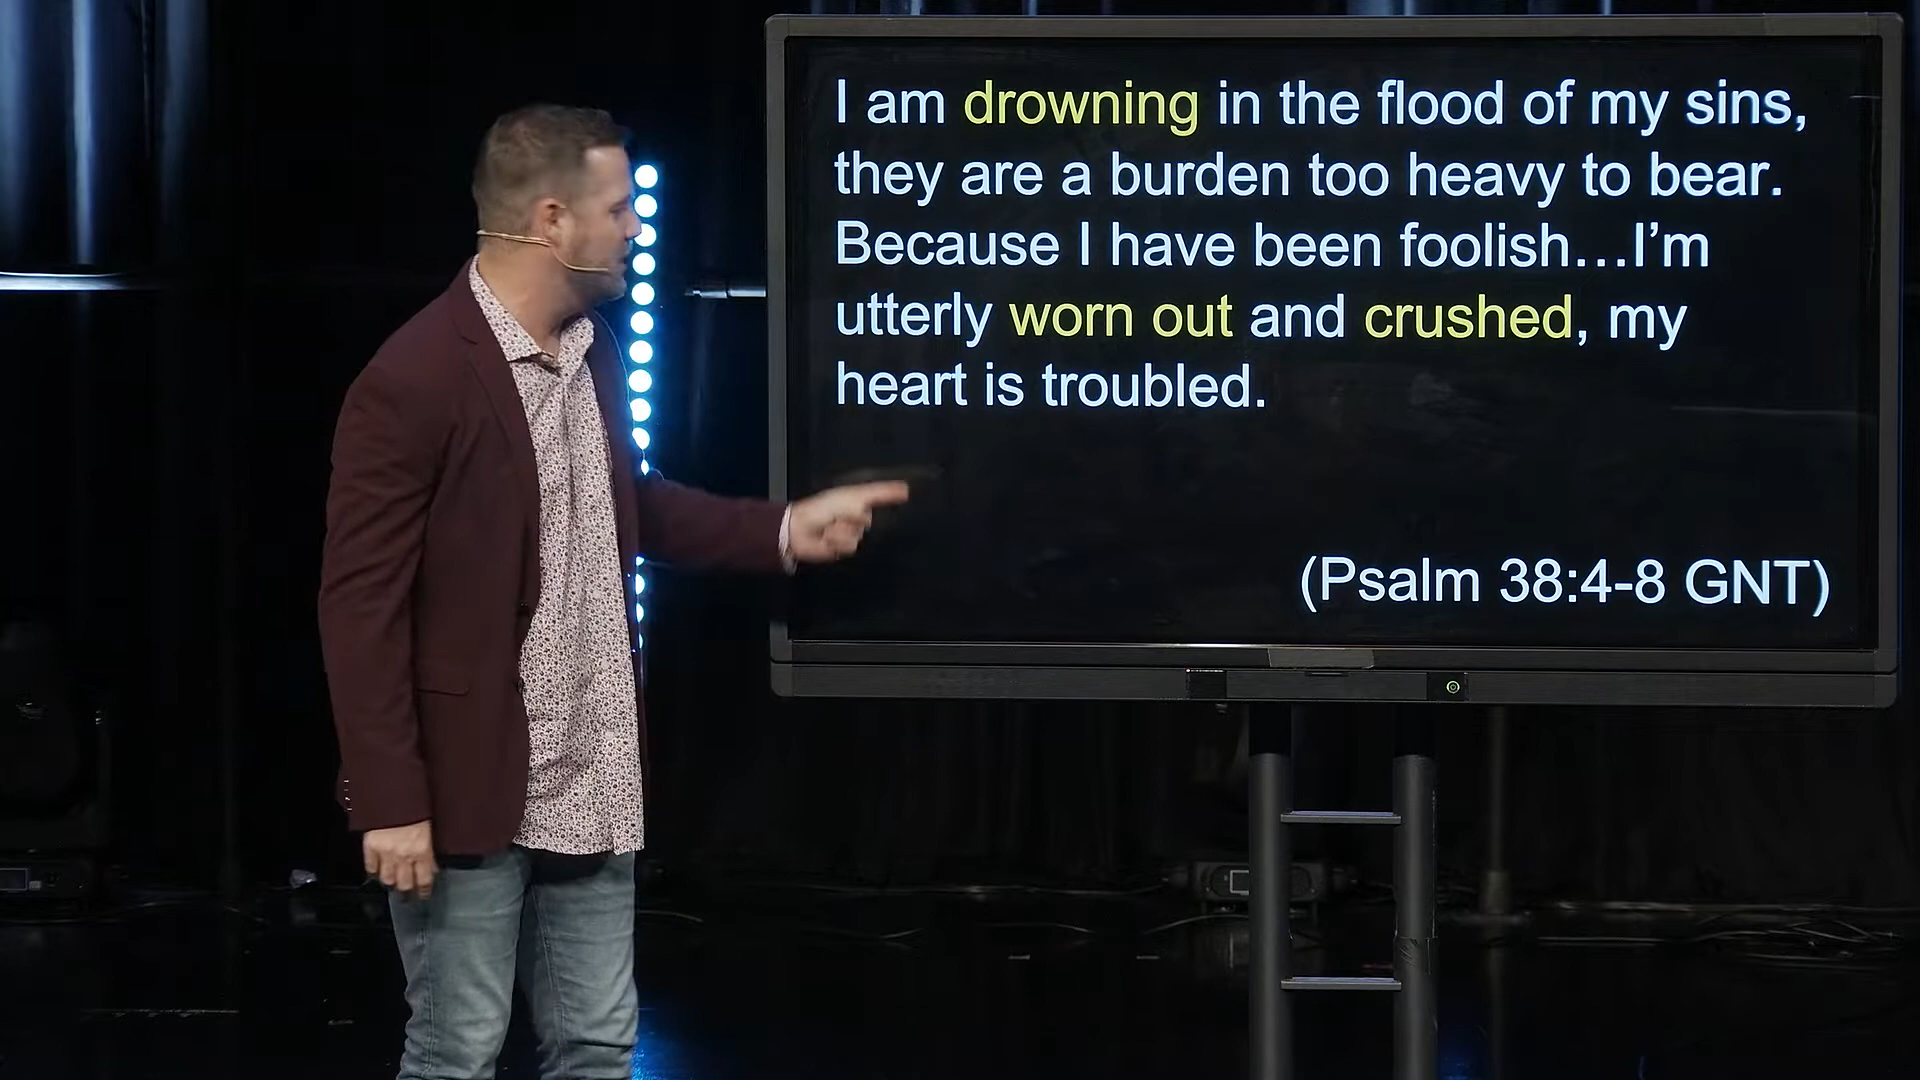 I am drowning in the flood of my sins,
they are a burden too heavy to bear.
Because I have been foolish…I’m
utterly worn out and crushed, my
heart is troubled.
(Psalm 38:4-8 GNT)